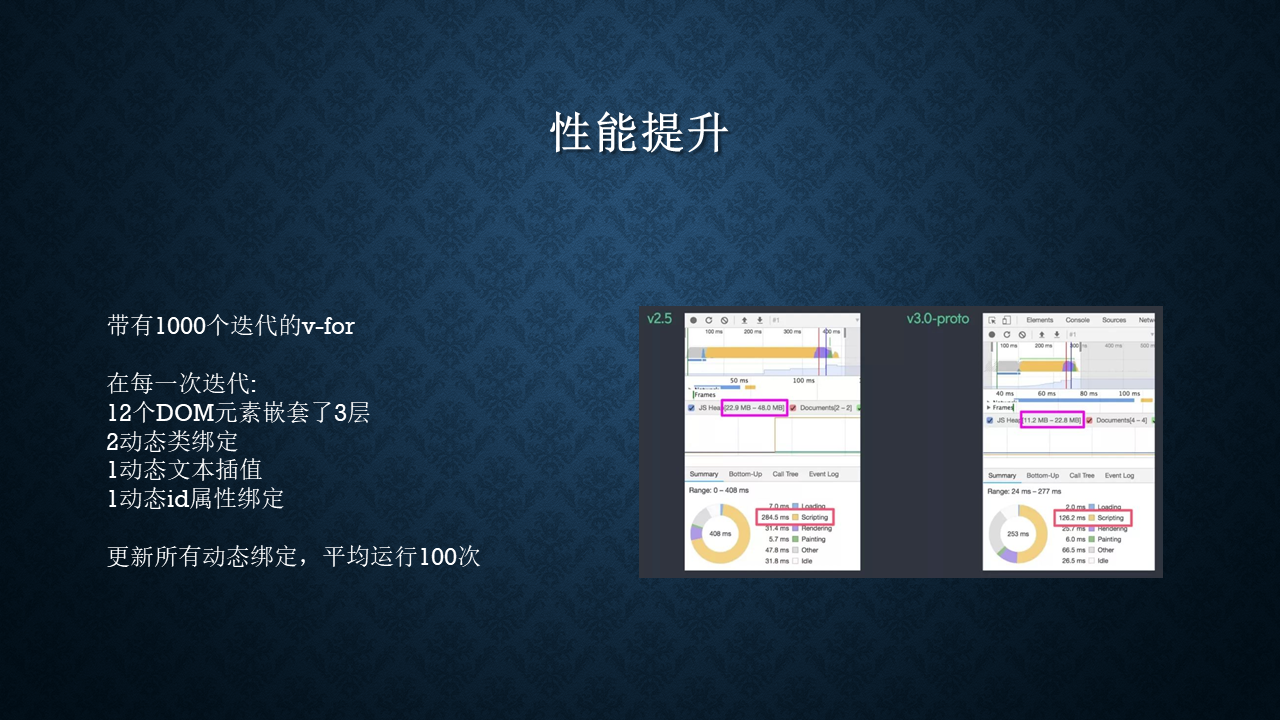 性能提升
带有1000个迭代的v-for
在每一次迭代:
12个DOM元素嵌套了3层
2动态类绑定
1动态文本插值
1动态id属性绑定
更新所有动态绑定，平均运行100次
v2.5
#1
100 ms 200 ms 300 ms 400 ms
50 ms 100 ms
Frames
JS Hea [22.9 MB – 48.0 MB] Documents[2 – 2]
Summary Bottom-Up Call Tree Event Log
Range: 0 – 408 ms
408 ms
7.0 ms Loading
284.5 ms Scripting
31.4 ms Rendering
5.7 ms Painting
47.8 ms Other
31.8 ms Idle
v3.0-proto
Elements Console Sources Netw
#1
100 ms 200 ms 300 ms 400 ms 500 m
40 ms 60 ms 80 ms 100 ms
Frames
JS Heap [11.2 MB – 22.8 MB] Documents[4 – 4]
Summary Bottom-Up Call Tree Event Log
Range: 24 ms – 277 ms
253 ms
2.0 ms Loading
126.2 ms Scripting
25.7 ms Rendering
6.0 ms Painting
66.5 ms Other
26.5 ms Idle